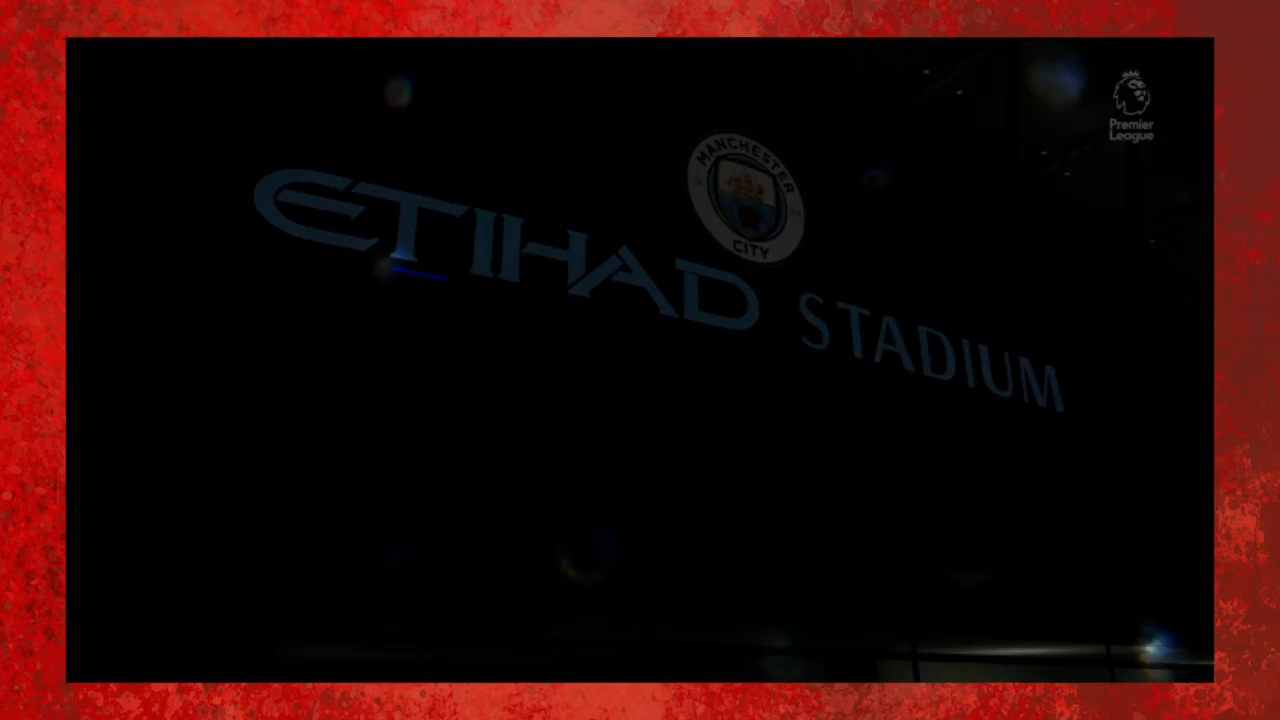 Premier
League
MANCHESTER
CITY
ETIHAD STADIUM